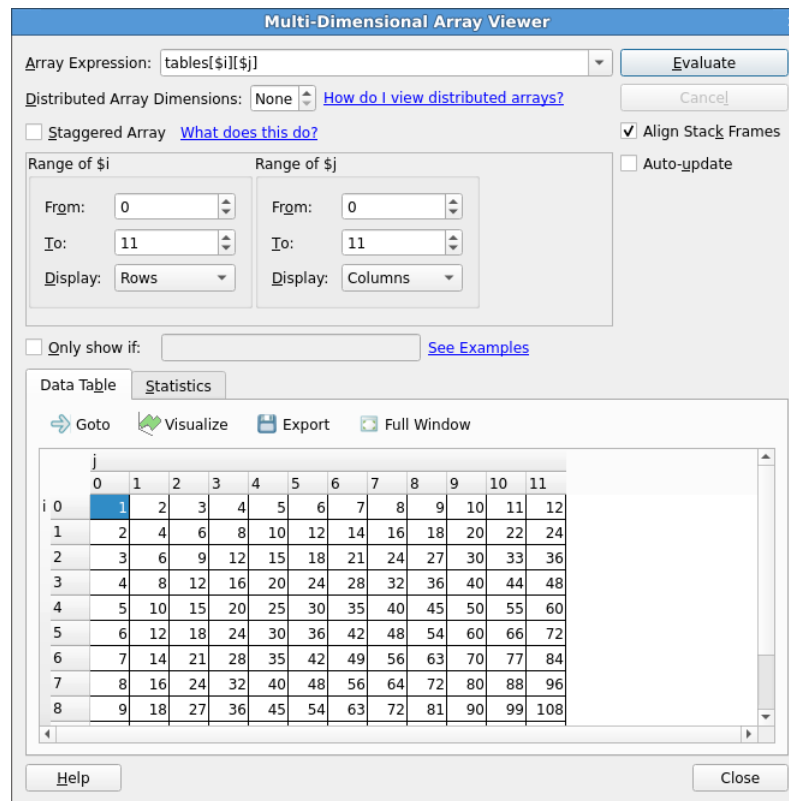 Multi-Dimensional Array Viewer
Array Expression: tables[$i][$j] Evaluate
Distributed Array Dimensions: None How do I view distributed arrays? Cancel
Staggered Array What does this do? Align Stack Frames
Range of $i Range of $j Auto-update
From: 0 From: 0
To: 11 To: 11
Display: Rows Display: Columns
Only show if: See Examples
Data Table Statistics
Goto Visualize Export Full Window
j
0 1 2 3 4 5 6 7 8 9 10 11
i 0 1 2 3 4 5 6 7 8 9 10 11 12
1 2 4 6 8 10 12 14 16 18 20 22 24
2 3 6 9 12 15 18 21 24 27 30 33 36
3 4 8 12 16 20 24 28 32 36 40 44 48
4 5 10 15 20 25 30 35 40 45 50 55 60
5 6 12 18 24 30 36 42 48 54 60 66 72
6 7 14 21 28 35 42 49 56 63 70 77 84
7 8 16 24 32 40 48 56 64 72 80 88 96
8 9 18 27 36 45 54 63 72 81 90 99 108
Help Close